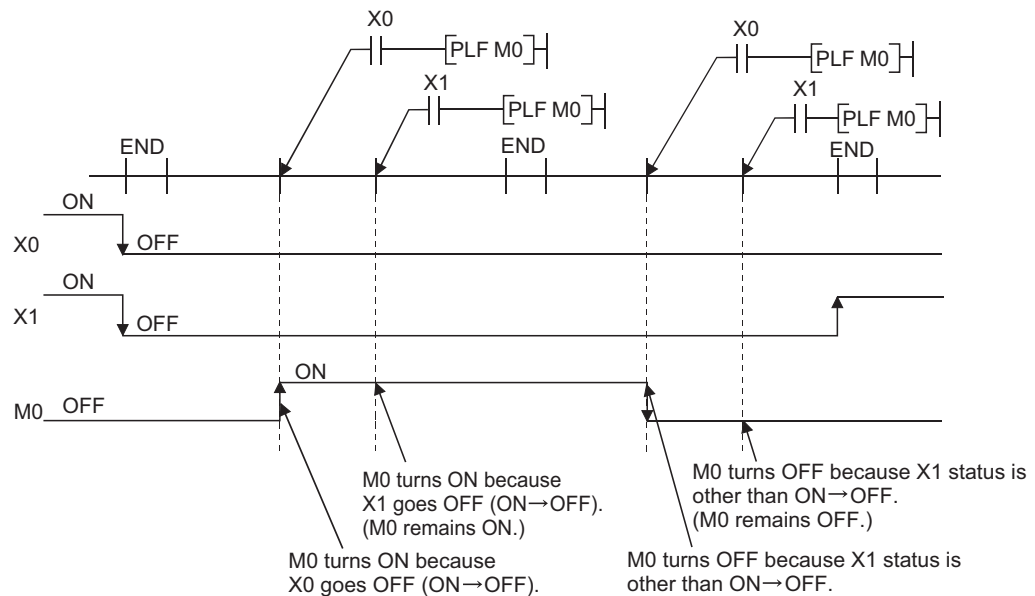 X0
[PLF M0]
X1
[PLF M0]
X0
[PLF M0]
X1
[PLF M0]
END
END
END
ON
X0
OFF
ON
X1
OFF
ON
M0
OFF
M0 turns ON because
X1 goes OFF (ON→OFF).
(M0 remains ON.)
M0 turns OFF because X1 status is
other than ON→OFF.
(M0 remains OFF.)
M0 turns ON because
X0 goes OFF (ON→OFF).
M0 turns OFF because X1 status is
other than ON→OFF.